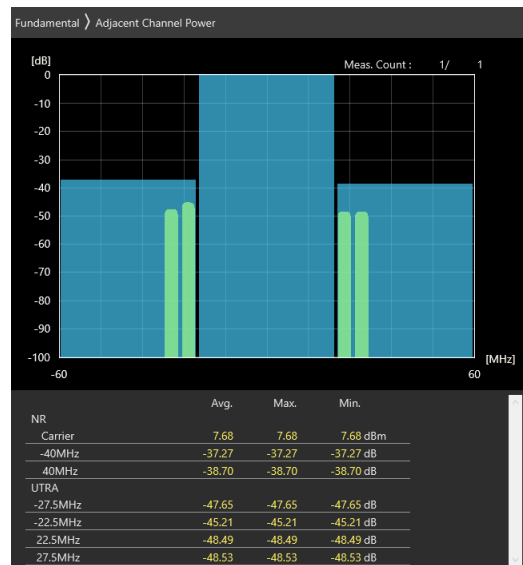 Fundamental ❭ Adjacent Channel Power
[dB]
Meas. Count : 1/ 1
0
-10
-20
-30
-40
-50
-60
-70
-80
-90
-100
[MHz]
-60 60
Avg. Max. Min.
NR
Carrier 7.68 7.68 7.68 dBm
-40MHz -37.27 -37.27 -37.27 dB
40MHz -38.70 -38.70 -38.70 dB
UTRA
-27.5MHz -47.65 -47.65 -47.65 dB
-22.5MHz -45.21 -45.21 -45.21 dB
22.5MHz -48.49 -48.49 -48.49 dB
27.5MHz -48.53 -48.53 -48.53 dB